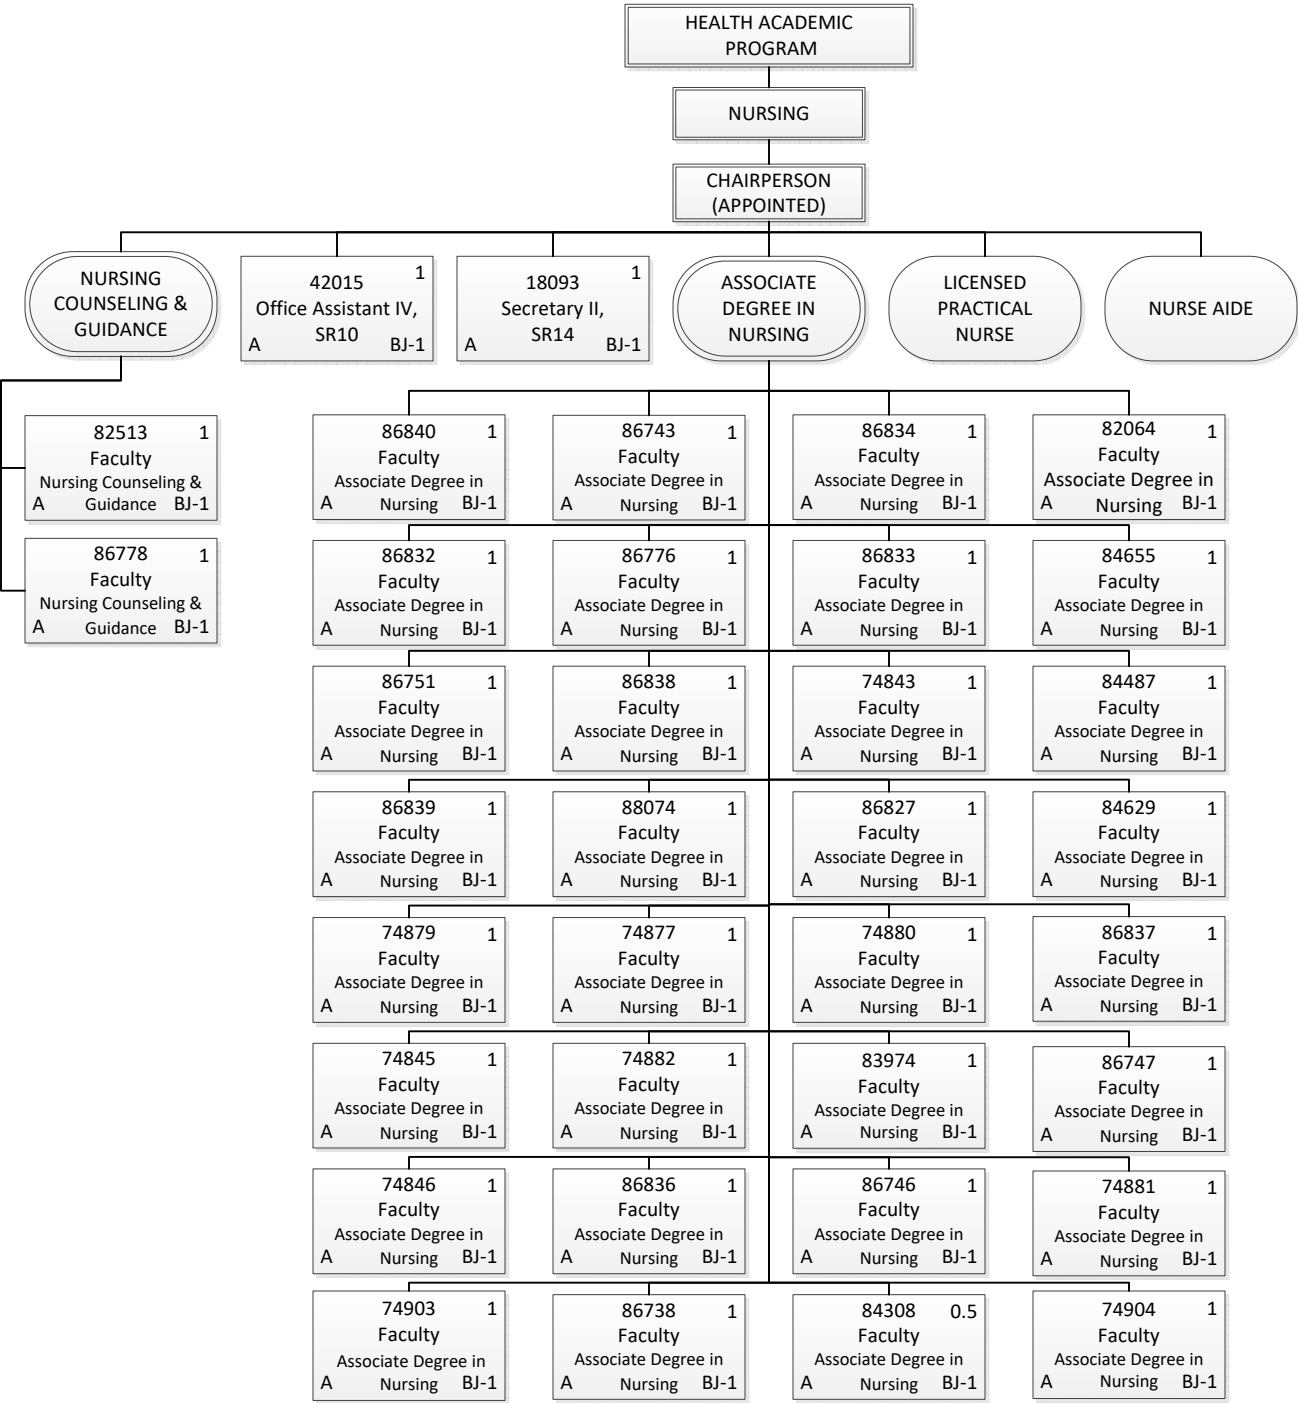 HEALTH ACADEMIC
PROGRAM
NURSING
CHAIRPERSON
(APPOINTED)
NURSING
COUNSELING &
GUIDANCE
42015 1
Office Assistant IV,
SR10
A BJ-1
18093 1
Secretary II,
SR14
A BJ-1
ASSOCIATE
DEGREE IN
NURSING
LICENSED
PRACTICAL
NURSE
NURSE AIDE
82513 1
Faculty
Nursing Counseling &
A Guidance BJ-1
86778 1
Faculty
Nursing Counseling &
A Guidance BJ-1
86840 1
Faculty
Associate Degree in
A Nursing BJ-1
86743 1
Faculty
Associate Degree in
A Nursing BJ-1
86834 1
Faculty
Associate Degree in
A Nursing BJ-1
82064 1
Faculty
Associate Degree in
A Nursing BJ-1
86832 1
Faculty
Associate Degree in
A Nursing BJ-1
86776 1
Faculty
Associate Degree in
A Nursing BJ-1
86833 1
Faculty
Associate Degree in
A Nursing BJ-1
84655 1
Faculty
Associate Degree in
A Nursing BJ-1
86751 1
Faculty
Associate Degree in
A Nursing BJ-1
86838 1
Faculty
Associate Degree in
A Nursing BJ-1
74843 1
Faculty
Associate Degree in
A Nursing BJ-1
84487 1
Faculty
Associate Degree in
A Nursing BJ-1
86839 1
Faculty
Associate Degree in
A Nursing BJ-1
88074 1
Faculty
Associate Degree in
A Nursing BJ-1
86827 1
Faculty
Associate Degree in
A Nursing BJ-1
84629 1
Faculty
Associate Degree in
A Nursing BJ-1
74879 1
Faculty
Associate Degree in
A Nursing BJ-1
74877 1
Faculty
Associate Degree in
A Nursing BJ-1
74880 1
Faculty
Associate Degree in
A Nursing BJ-1
86837 1
Faculty
Associate Degree in
A Nursing BJ-1
74845 1
Faculty
Associate Degree in
A Nursing BJ-1
74882 1
Faculty
Associate Degree in
A Nursing BJ-1
83974 1
Faculty
Associate Degree in
A Nursing BJ-1
86747 1
Faculty
Associate Degree in
A Nursing BJ-1
74846 1
Faculty
Associate Degree in
A Nursing BJ-1
86836 1
Faculty
Associate Degree in
A Nursing BJ-1
86746 1
Faculty
Associate Degree in
A Nursing BJ-1
74881 1
Faculty
Associate Degree in
A Nursing BJ-1
74903 1
Faculty
Associate Degree in
A Nursing BJ-1
86738 1
Faculty
Associate Degree in
A Nursing BJ-1
84308 0.5
Faculty
Associate Degree in
A Nursing BJ-1
74904 1
Faculty
Associate Degree in
A Nursing BJ-1